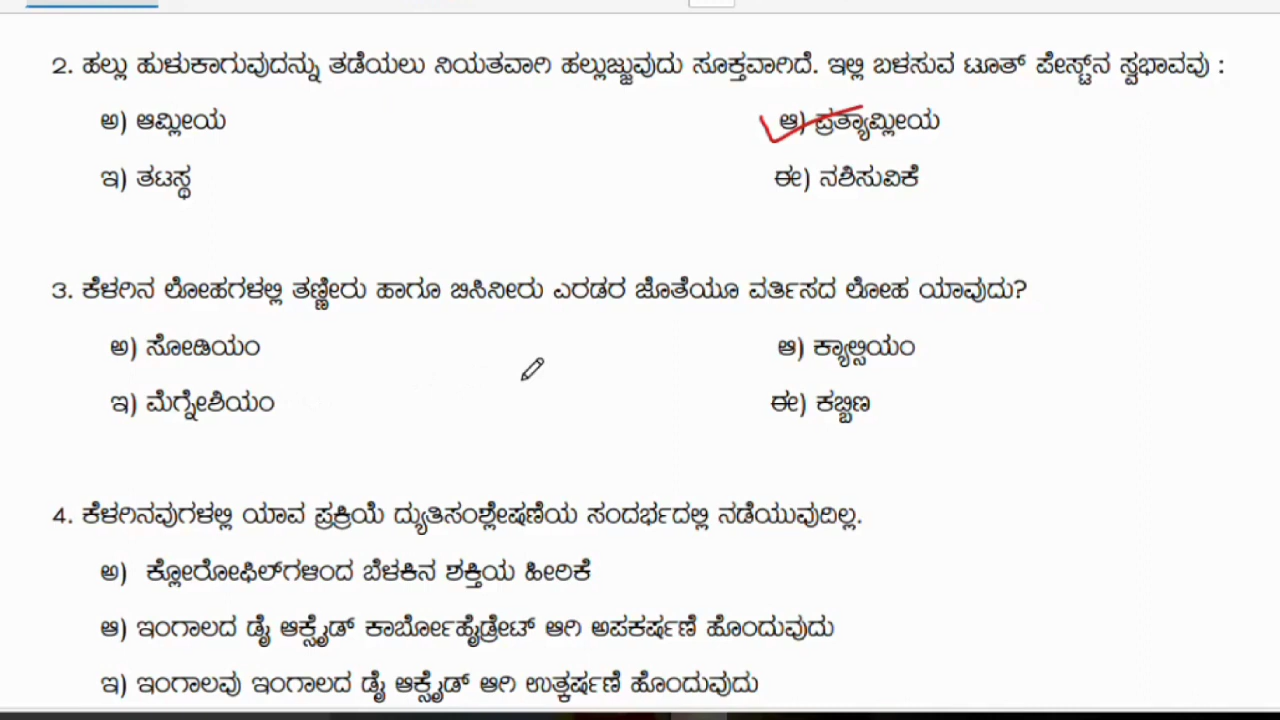 2. ಹಲ್ಲು ಹುಳುಕಾಗುವುದನ್ನು ತಡೆಯಲು ನಿಯತವಾಗಿ ಹಲ್ಲುಜ್ಜುವುದು ಸೂಕ್ತವಾಗಿದೆ. ಇಲ್ಲಿ ಬಳಸುವ ಟೂತ್ ಪೇಸ್ಟ್‌ನ ಸ್ವಭಾವವು :
ಅ) ಆಮ್ಲೀಯ ಆ) ಪ್ರತ್ಯಾಮ್ಲೀಯ
ಇ) ತಟಸ್ಥ ಈ) ನಶಿಸುವಿಕೆ
3. ಕೆಳಗಿನ ಲೋಹಗಳಲ್ಲಿ ತಣ್ಣೀರು ಹಾಗೂ ಬಿಸಿನೀರು ಎರಡರ ಜೊತೆಯೂ ವರ್ತಿಸದ ಲೋಹ ಯಾವುದು?
ಅ) ಸೋಡಿಯಂ ಆ) ಕ್ಯಾಲ್ಸಿಯಂ
ಇ) ಮೆಗ್ನೇಶಿಯಂ ಈ) ಕಬ್ಬಿಣ
4. ಕೆಳಗಿನವುಗಳಲ್ಲಿ ಯಾವ ಪ್ರಕ್ರಿಯೆ ದ್ಯುತಿಸಂಶ್ಲೇಷಣೆಯ ಸಂದರ್ಭದಲ್ಲಿ ನಡೆಯುವುದಿಲ್ಲ.
ಅ) ಕ್ಲೋರೋಫಿಲ್‌ಗಳಿಂದ ಬೆಳಕಿನ ಶಕ್ತಿಯ ಹೀರಿಕೆ
ಆ) ಇಂಗಾಲದ ಡೈ ಆಕ್ಸೈಡ್ ಕಾರ್ಬೋಹೈಡ್ರೇಟ್ ಆಗಿ ಅಪಕರ್ಷಣೆ ಹೊಂದುವುದು
ಇ) ಇಂಗಾಲವು ಇಂಗಾಲದ ಡೈ ಆಕ್ಸೈಡ್ ಆಗಿ ಉತ್ಕರ್ಷಣೆ ಹೊಂದುವುದು